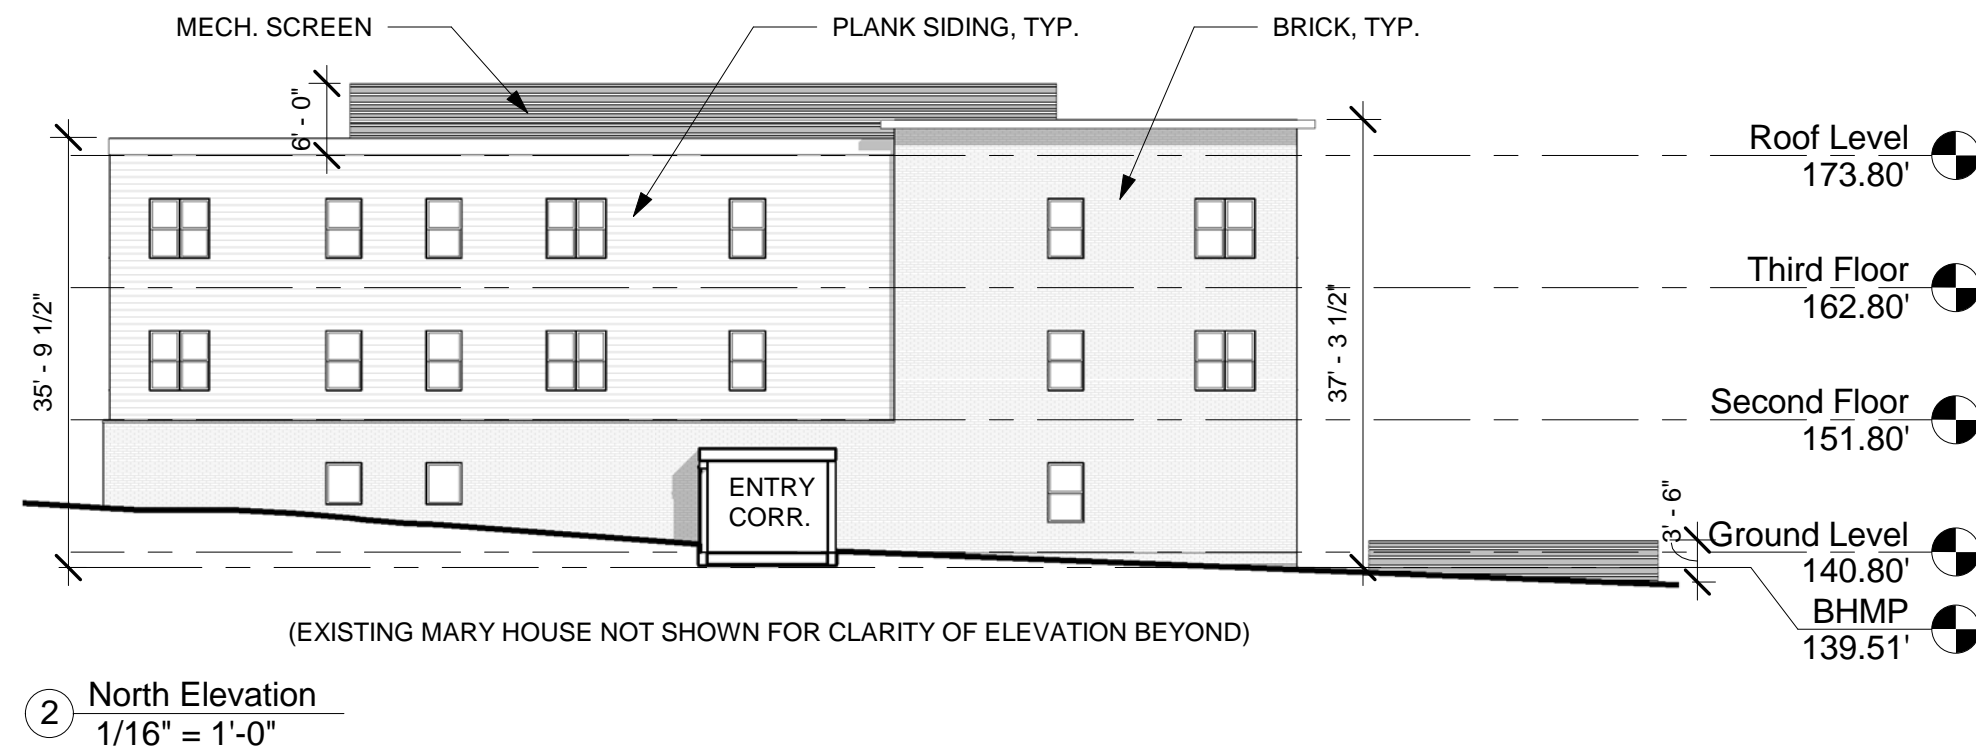 MECH. SCREEN
PLANK SIDING, TYP.
BRICK, TYP.
6' - 0"
Roof Level
173.80'
Third Floor
162.80'
35' - 9 1/2"
37' - 3 1/2"
Second Floor
151.80'
ENTRY
CORR.
3' - 6"
Ground Level
140.80'
BHMP
139.51'
(EXISTING MARY HOUSE NOT SHOWN FOR CLARITY OF ELEVATION BEYOND)
2
North Elevation
1/16" = 1'-0"